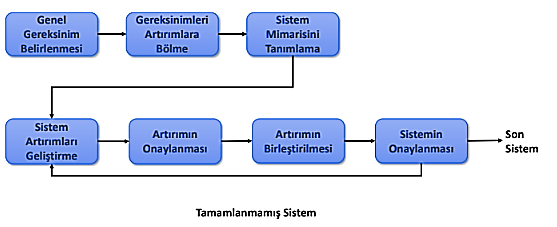 Genel
Gereksinim
Belirlenmesi
Gereksinimleri
Artırımlara
Bölme
Sistem
Mimarisini
Tanımlama
Sistem
Artırımları
Geliştirme
Artırımın
Onaylanması
Artırımın
Birleştirilmesi
Sistemin
Onaylanması
Son
Sistem
Tamamlanmamış Sistem